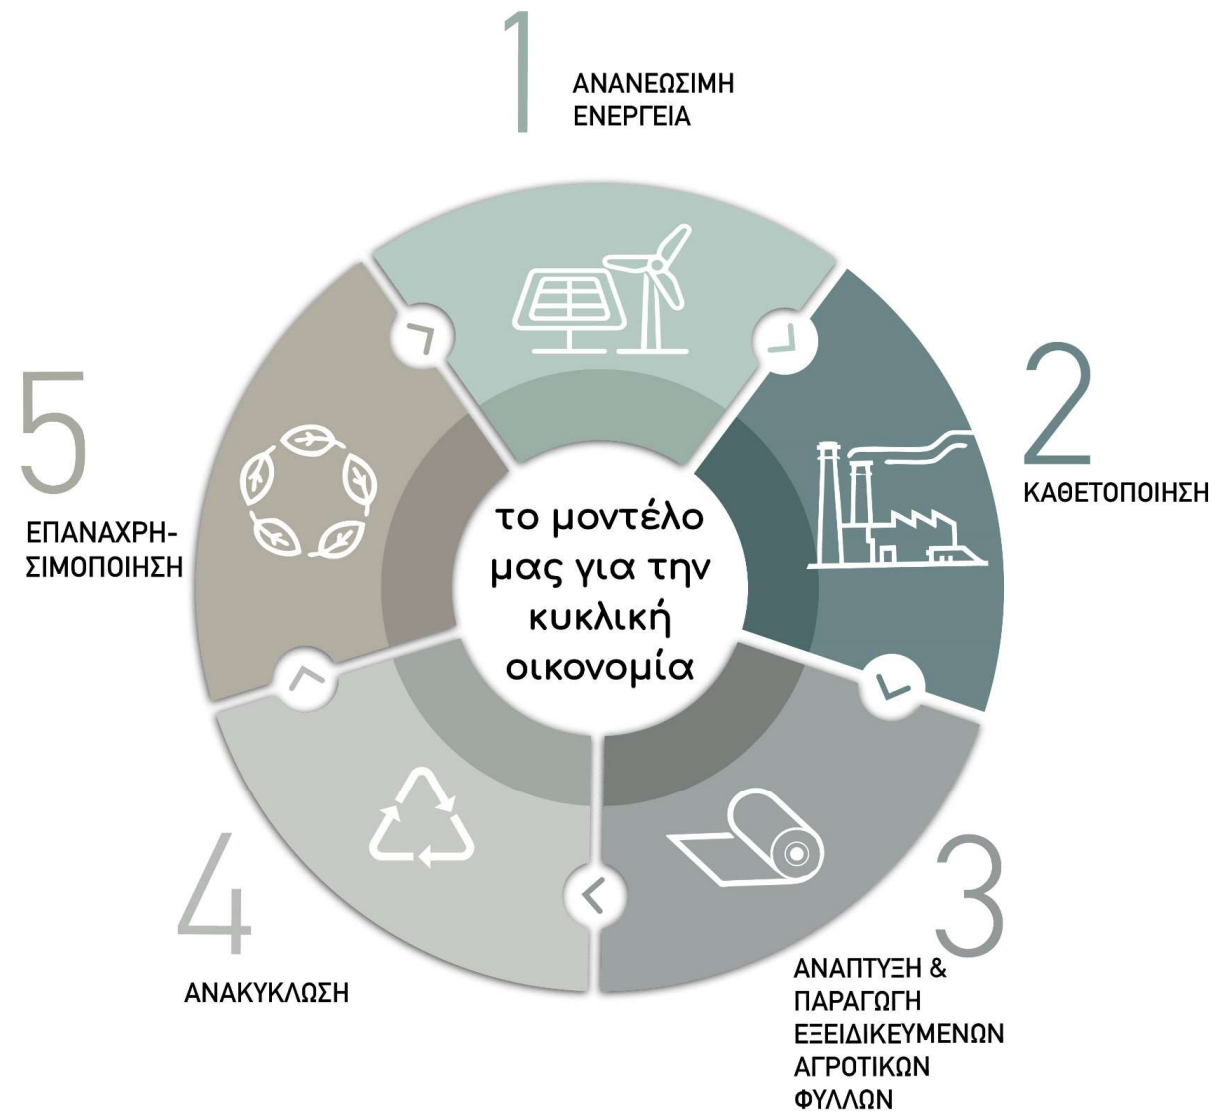 1
ΑΝΑΝΕΩΣΙΜΗ
ΕΝΕΡΓΕΙΑ
2
ΚΑΘΕΤΟΠΟΙΗΣΗ
3
ΑΝΑΠΤΥΞΗ &
ΠΑΡΑΓΩΓΗ
ΕΞΕΙΔΙΚΕΥΜΕΝΩΝ
ΑΓΡΟΤΙΚΩΝ
ΦΥΛΛΩΝ
4
ΑΝΑΚΥΚΛΩΣΗ
5
ΕΠΑΝΑΧΡΗ-
ΣΙΜΟΠΟΙΗΣΗ
το μοντέλο
μας για την
κυκλική
οικονομία